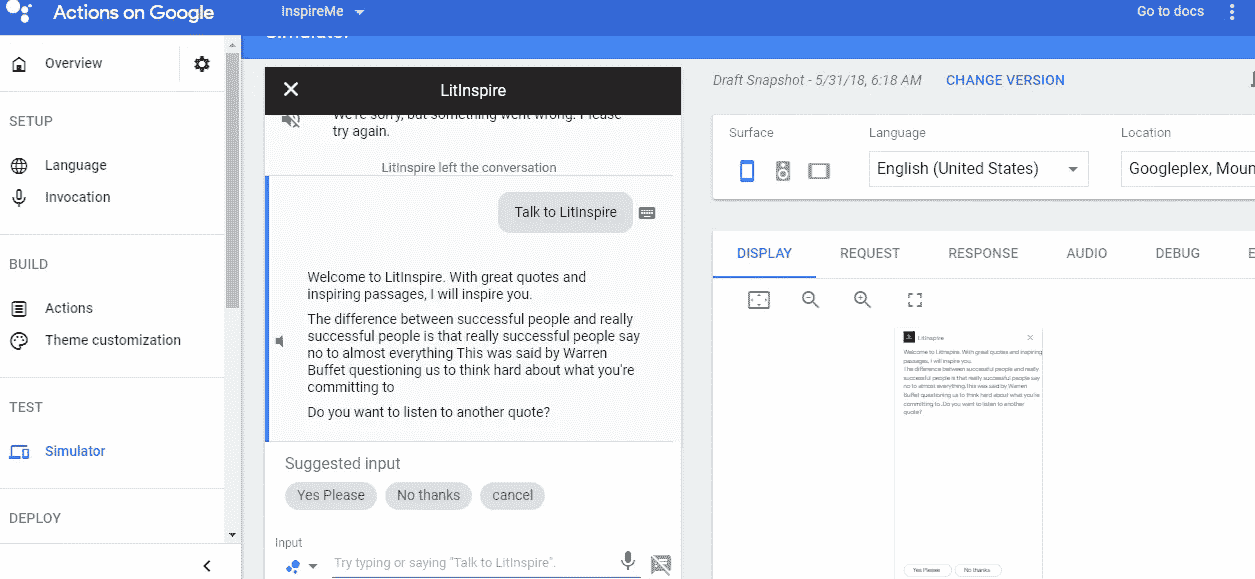 Actions on Google
InspireMe
Go to docs
Overview
SETUP
Language
Invocation
BUILD
Actions
Theme customization
TEST
Simulator
DEPLOY
Simulator
LitInspire
We're sorry, but something went wrong. Please
try again.
LitInspire left the conversation
Talk to LitInspire
Welcome to LitInspire. With great quotes and
inspiring passages, I will inspire you.
The difference between successful people and really
successful people is that really successful people say
no to almost everything This was said by Warren
Buffet questioning us to think hard about what you're
committing to
Do you want to listen to another quote?
Suggested input
Yes Please
No thanks
cancel
Input
Try typing or saying "Talk to LitInspire".
Draft Snapshot - 5/31/18, 6:18 AM
CHANGE VERSION
Surface
Language
Location
English (United States)
Googleplex, Moun
DISPLAY
REQUEST
RESPONSE
AUDIO
DEBUG
E
LitInspire
Welcome to LitInspire. With great quotes and inspiring
passages, I will inspire you.
The difference between successful people and really
successful people is that really successful people say
no to almost everything.This was said by Warren
Buffet questioning us to think hard about what you're
committing to..Do you want to listen to another
quote?
Yes Please
No thanks